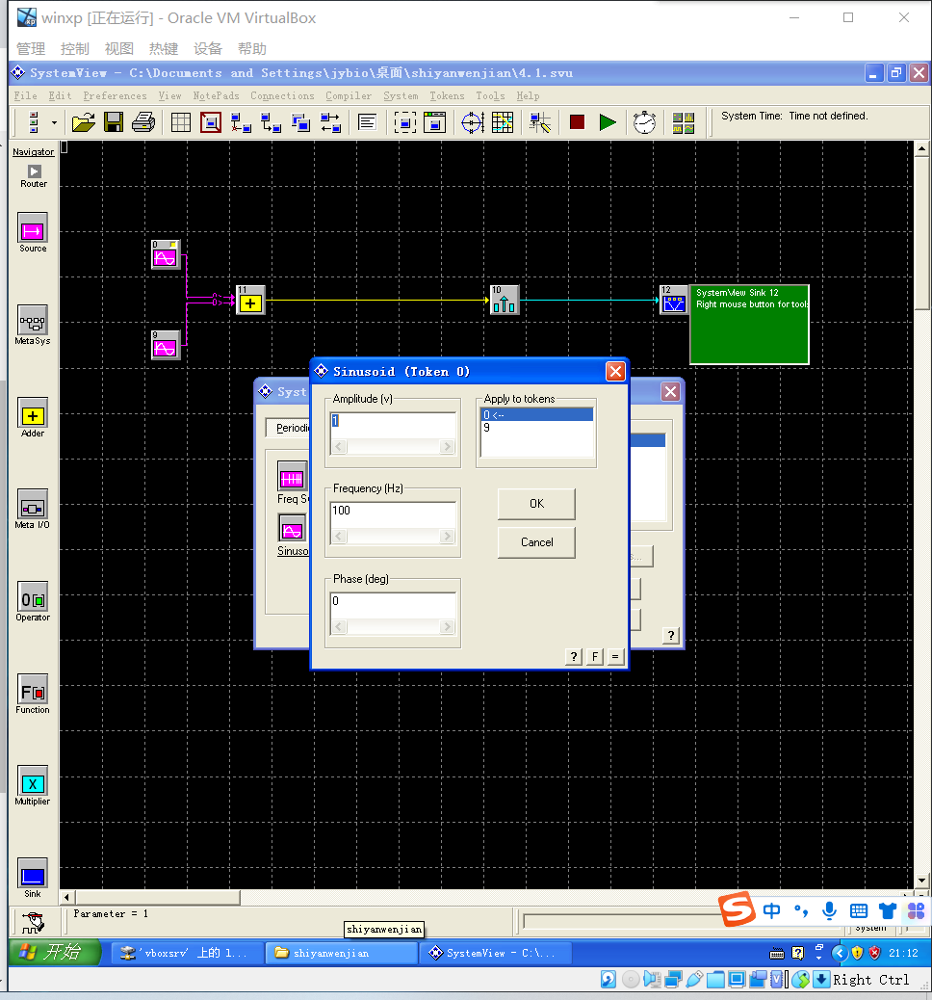 winxp [正在运行] - Oracle VM VirtualBox
管理 控制 视图 热键 设备 帮助
SystemView - C:\Documents and Settings\jybio\桌面\shiyanwenjian\4.1.svu
File Edit Preferences View NotePads Connections Compiler System Tokens Tools Help
System Time: Time not defined.
Navigator
Router
Source
MetaSys
Adder
Meta I/O
Operator
Function
Multiplier
Sink
0
9
11
10
12
SystemView Sink 12
Right mouse button for tools
Syst
Periodic
Freq S
Sinuso
Sinusoid (Token 0)
Amplitude (v)
1
Frequency (Hz)
100
Phase (deg)
0
Apply to tokens
0 <--
9
OK
Cancel
? F =
s...
?
Parameter = 1
shiyanwenjian
中
System
开始
'vboxsrv' 上的 l...
shiyanwenjian
SystemView - C:\...
21:12
Right Ctrl